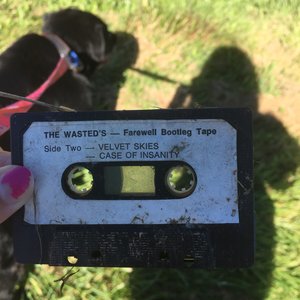 THE WASTED'S — Farewell Bootleg Tape
Side Two — VELVET SKIES
— CASE OF INSANITY